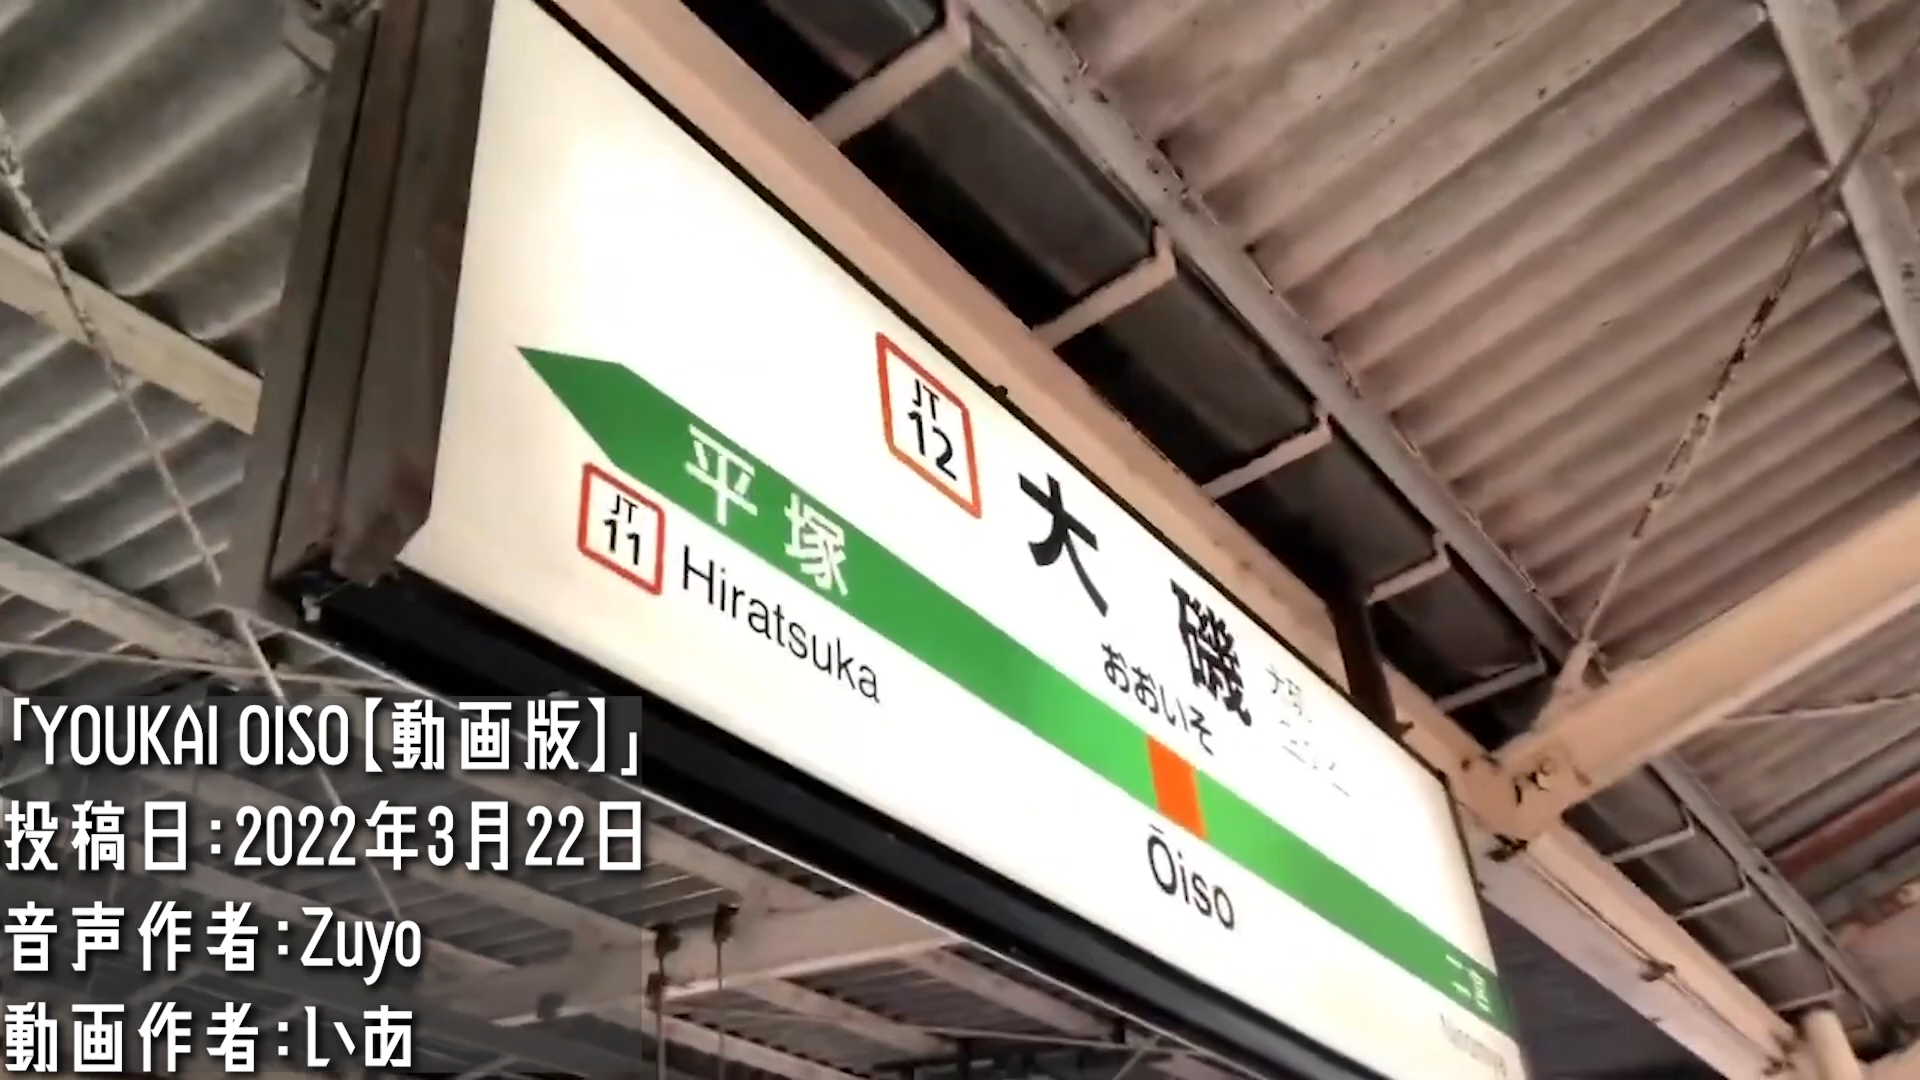 JT
12
大磯
おおいそ
平塚
JT
11
Hiratsuka
Ōiso
「YOUKAI OISO【動画版】」
投稿日:2022年3月22日
音声作者:Zuyo
動画作者:いあ